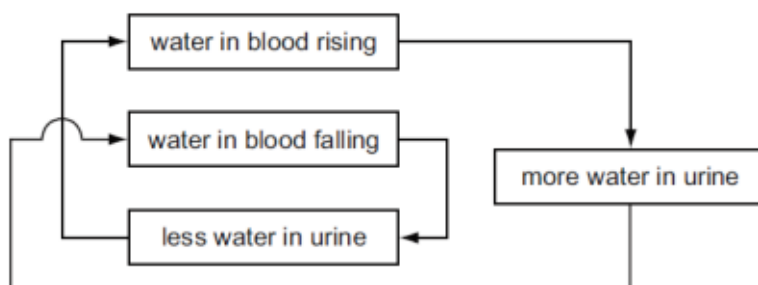 water in blood rising
water in blood falling
more water in urine
less water in urine